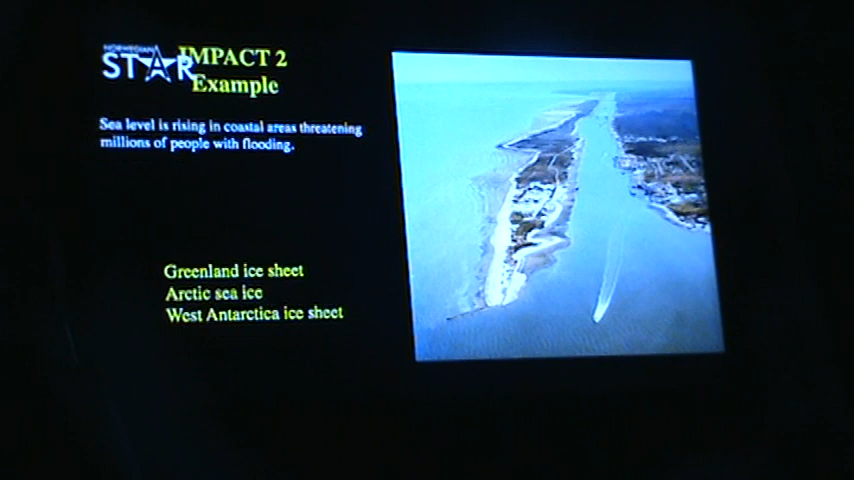 NORWEGIAN
STAR
IMPACT 2
Example
Sea level is rising in coastal areas threatening
millions of people with flooding.
Greenland ice sheet
Arctic sea ice
West Antarctica ice sheet